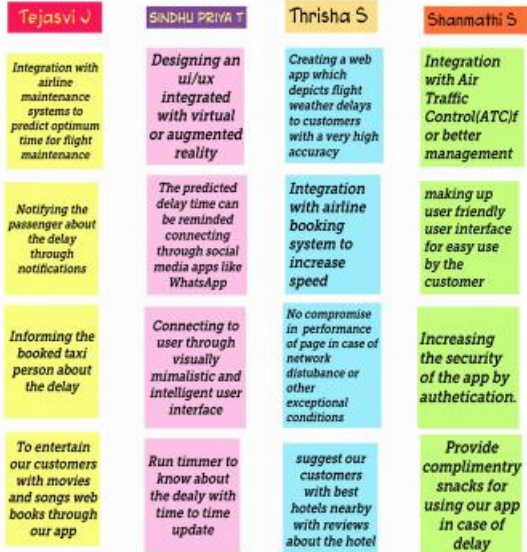 Tejasvi J
Integration with
airline
maintenance
systems to
predict optimum
time for flight
maintenance
Notifying the
passenger about
the delay
through
notifications
Informing the
booked taxi
person about
the delay
To entertain
our customers
with movies
and songs web
books through
our app
SINDHU PRIYA T
Designing an
ui/ux
integrated
with virtual
or augmented
reality
The predicted
delay time can
be reminded
connecting
through social
media apps like
WhatsApp
Connecting to
user through
visually
mimalistic and
intelligent user
interface
Run timmer to
know about
the dealy with
time to time
update
Thrisha S
Creating a web
app which
depicts flight
weather delays
to customers
with a very high
accuracy
Integration
with airline
booking
system to
increase
speed
No compromise
in performance
of page in case of
network
distubance or
other
exceptional
conditions
suggest our
customers
with best
hotels nearby
with reviews
about the hotel
Shanmathi S
Integration
with Air
Traffic
Control(ATC)f
or better
management
making up
user friendly
user interface
for easy use
by the
customer
Increasing
the security
of the app by
authetication.
Provide
complimentry
snacks for
using our app
in case of
delay